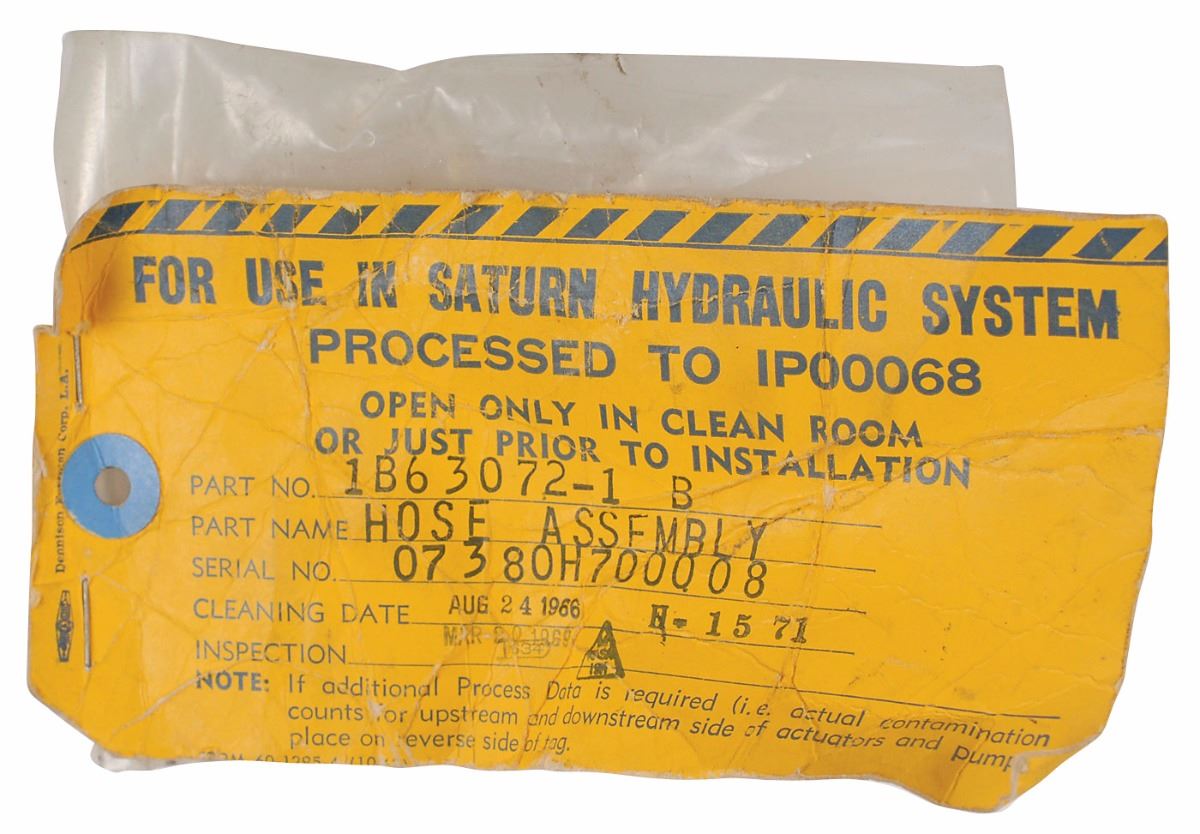 FOR USE IN SATURN HYDRAULIC SYSTEM
PROCESSED TO IP00068
OPEN ONLY IN CLEAN ROOM
OR JUST PRIOR TO INSTALLATION
PART NO. 1B63072-1 B
PART NAME HOSE ASSEMBLY
SERIAL NO. 07380H700008
CLEANING DATE AUG 24 1966 H-1571
INSPECTION
NOTE: If additional Process Data is required (i.e. actual contamination
counts for upstream and downstream side of actuators and pump
place on reverse side of tag.
Dennison Corp. L.A.